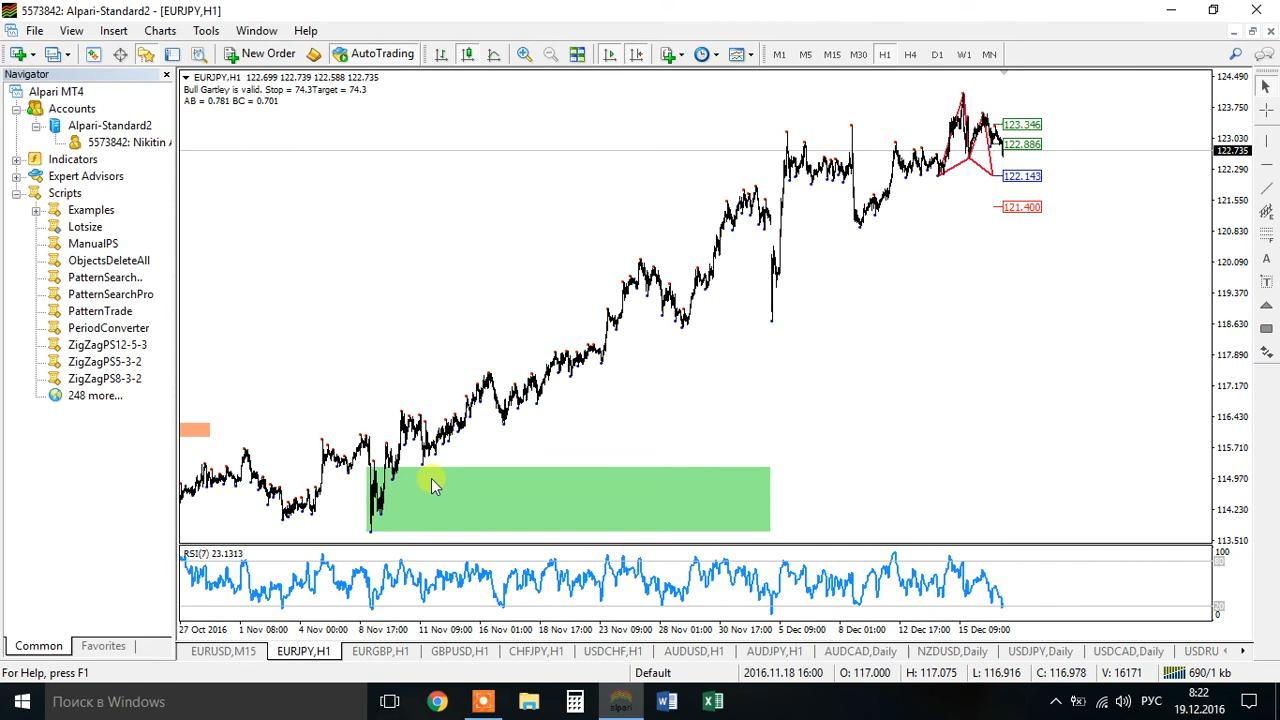 5573842: Alpari-Standard2 - [EURJPY,H1]
File View Insert Charts Tools Window Help
New Order AutoTrading M1 M5 M15 M30 H1 H4 D1 W1 MN
Navigator
Alpari MT4
Accounts
Alpari-Standard2
5573842: Nikitin A
Indicators
Expert Advisors
Scripts
Examples
Lotsize
ManualPS
ObjectsDeleteAll
PatternSearch..
PatternSearchPro
PatternTrade
PeriodConverter
ZigZagPS12-5-3
ZigZagPS5-3-2
ZigZagPS8-3-2
248 more...
Common Favorites
EURJPY,H1 122.699 122.739 122.588 122.735
Bull Gartley is valid. Stop = 74.3Target = 74.3
AB = 0.781 BC = 0.701
123.346
122.886
122.143
121.400
124.490
123.750
123.030
122.735
122.290
121.550
120.830
120.090
119.370
118.630
117.890
117.170
116.430
115.710
114.970
114.230
113.510
RSI(7) 23.1313
100
80
20
0
27 Oct 2016 1 Nov 08:00 4 Nov 00:00 8 Nov 17:00 11 Nov 09:00 16 Nov 01:00 18 Nov 17:00 23 Nov 09:00 28 Nov 01:00 30 Nov 17:00 5 Dec 09:00 8 Dec 01:00 12 Dec 17:00 15 Dec 09:00
EURUSD,M15 EURJPY,H1 EURGBP,H1 GBPUSD,H1 CHFJPY,H1 USDCHF,H1 AUDUSD,H1 AUDJPY,H1 AUDCAD,Daily NZDUSD,Daily USDJPY,Daily USDCAD,Daily USDRU
For Help, press F1 Default 2016.11.18 16:00 O: 117.000 H: 117.075 L: 116.916 C: 116.978 V: 16171 690/1 kb
Поиск в Windows alpari РУС 8:22
19.12.2016